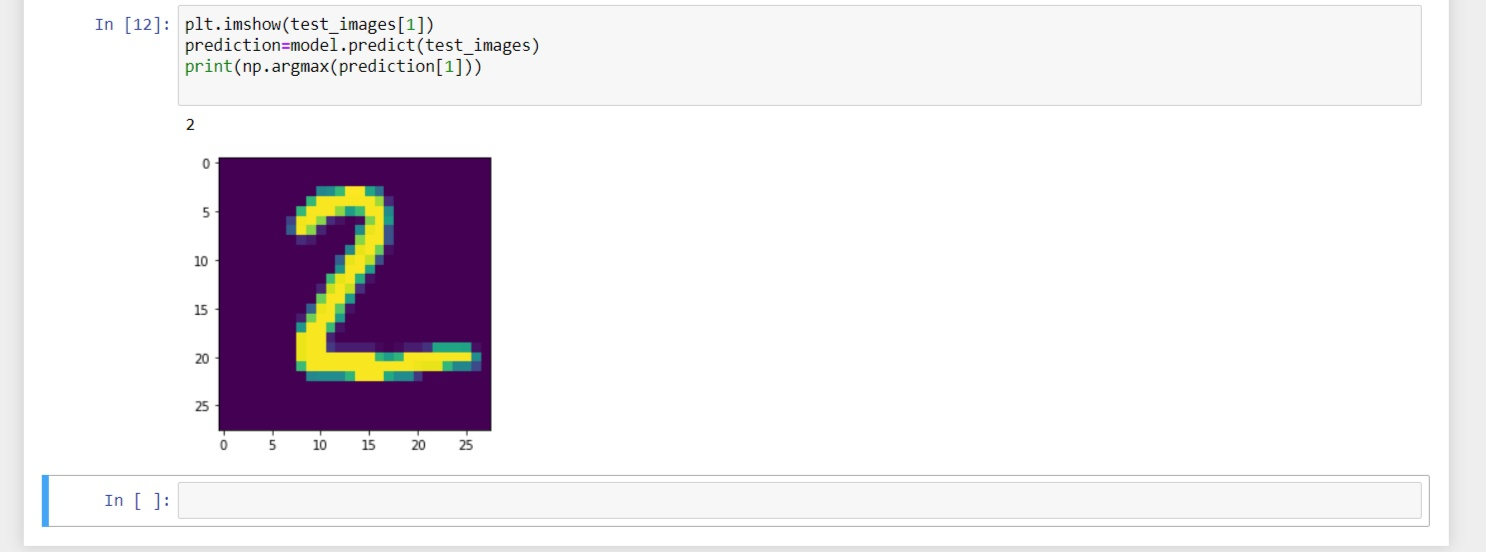 In [12]: plt.imshow(test_images[1])
prediction=model.predict(test_images)
print(np.argmax(prediction[1]))
2
0
5
10
15
20
25
0 5 10 15 20 25
In [ ]: